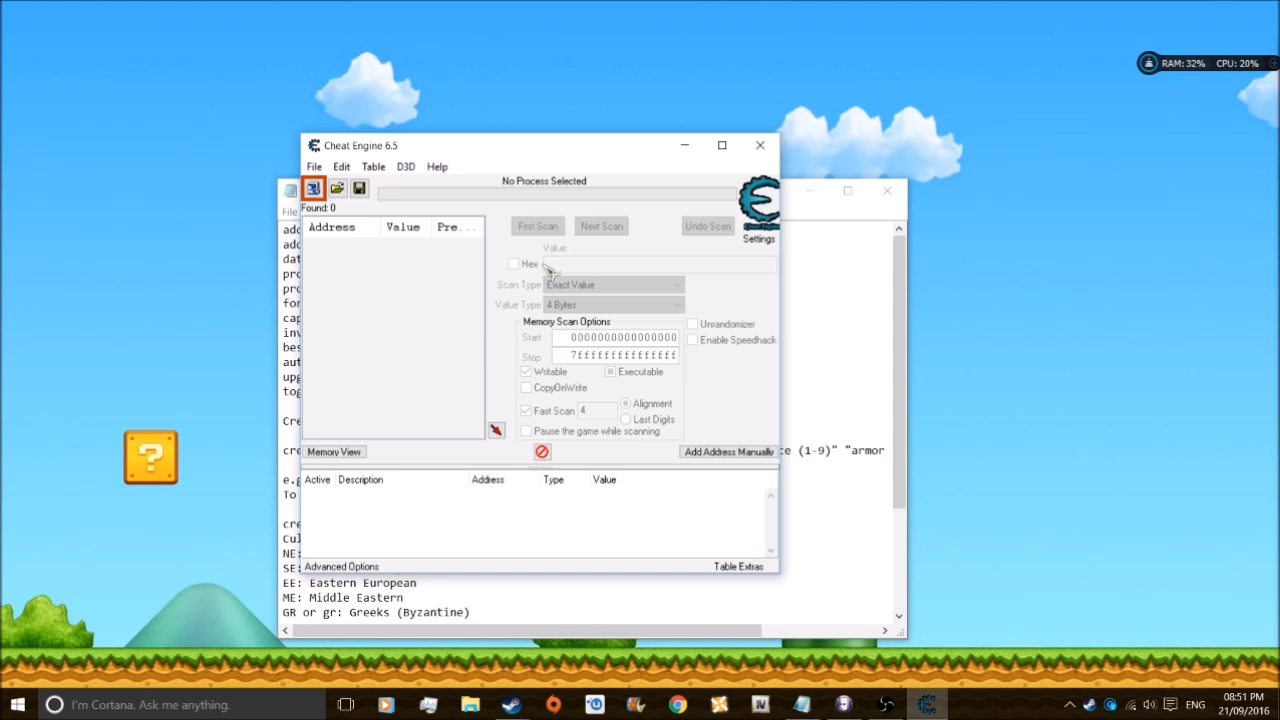 RAM: 32% CPU: 20%
Cheat Engine 6.5
File Edit Table D3D Help
No Process Selected
Found: 0
File
Address Value Pre...
First Scan Next Scan Undo Scan
Settings
Value:
Hex
Scan Type Exact Value
Value Type 4 Bytes
Memory Scan Options
Unrandomizer
Start 0000000000000000
Enable Speedhack
Stop 7fffffffffffffff
Writable Executable
CopyOnWrite
Alignment
Fast Scan 4
Last Digits
Pause the game while scanning
Memory View Add Address Manually
(1-9)" "armor
Active Description Address Type Value
e.g
To
Advanced Options Table Extras
NE:
SE:
EE: Eastern European
ME: Middle Eastern
GR or gr: Greeks (Byzantine)
?
I'm Cortana. Ask me anything.
ENG
08:51 PM
21/09/2016